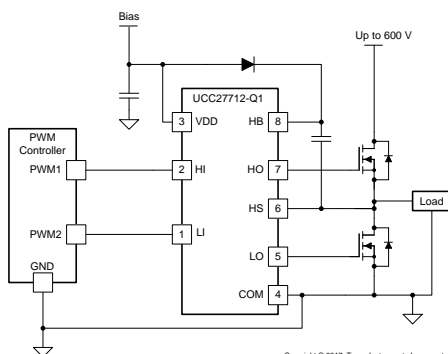 Bias
Up to 600 V
UCC27712-Q1
3 VDD HB 8
PWM
Controller
PWM1 2 HI HO 7
HS 6 Load
PWM2 1 LI LO 5
GND COM 4